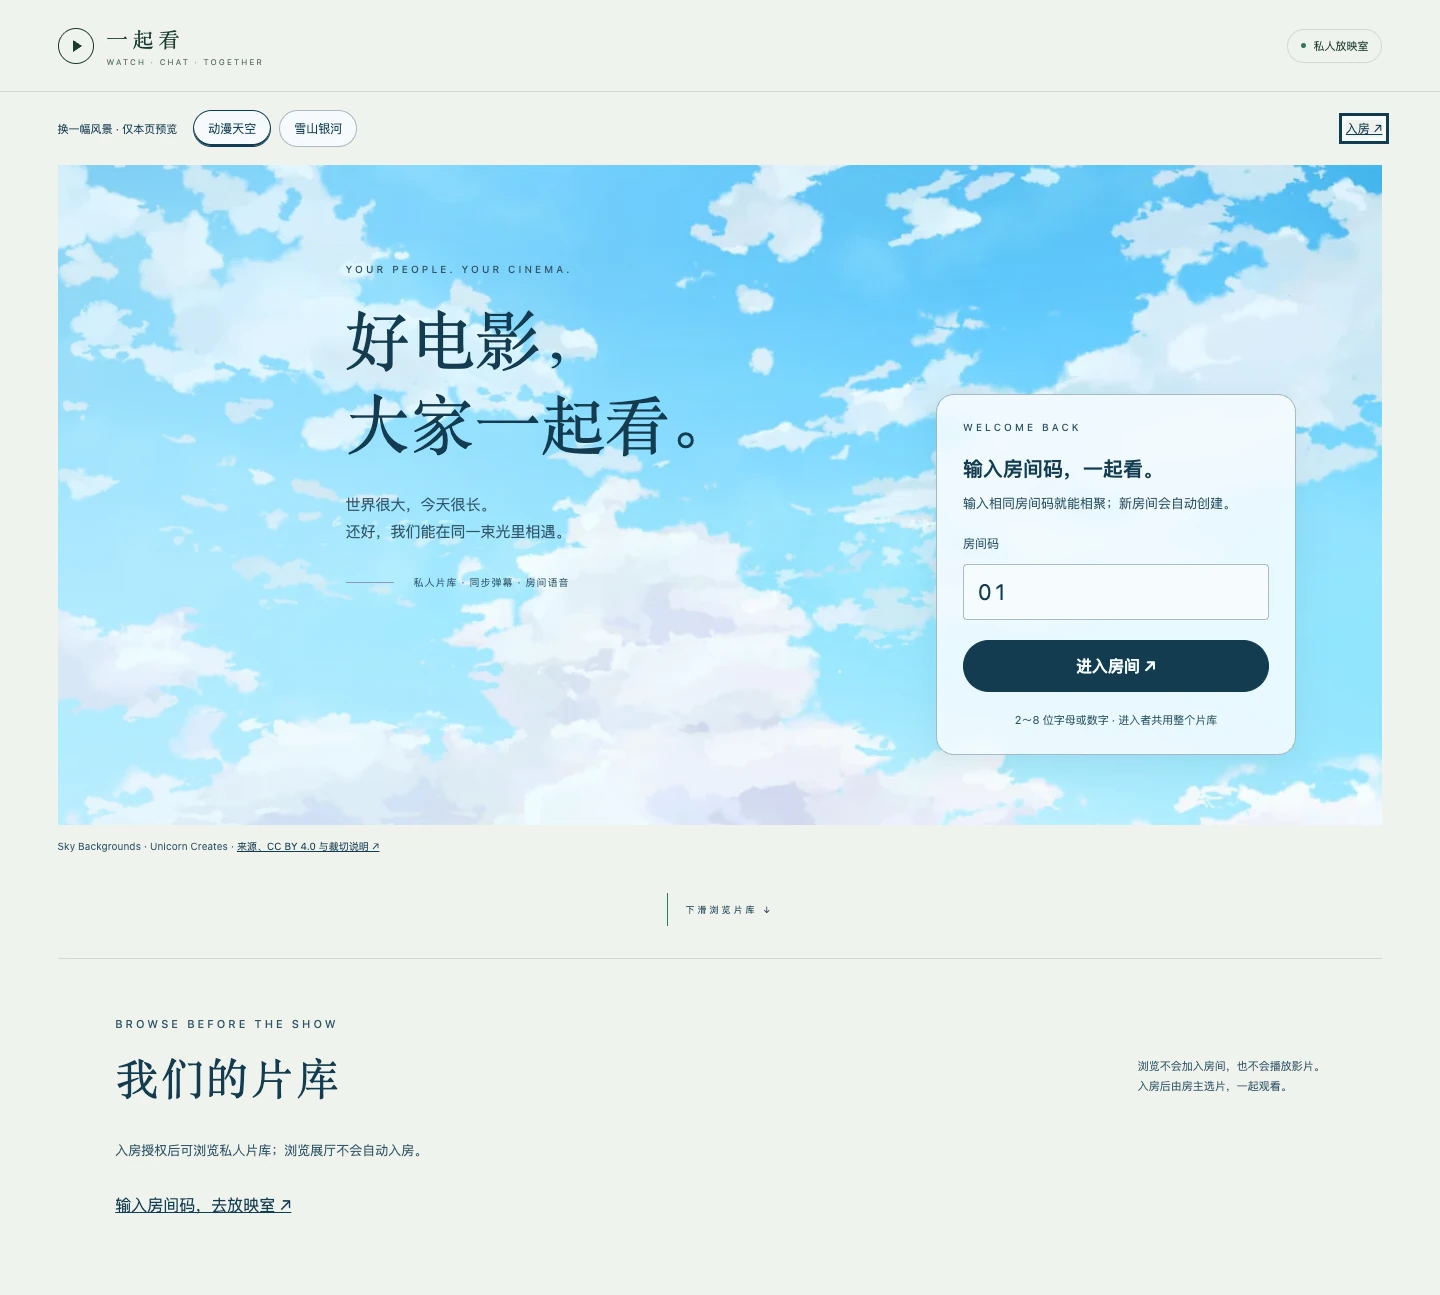 一起看
WATCH · CHAT · TOGETHER
私人放映室
换一幅风景 · 仅本页预览
动漫天空
雪山银河
入房 ↗
YOUR PEOPLE. YOUR CINEMA.
好电影，
大家一起看。
世界很大，今天很长。
还好，我们能在同一束光里相遇。
私人片库 · 同步弹幕 · 房间语音
WELCOME BACK
输入房间码，一起看。
输入相同房间码就能相聚；新房间会自动创建。
房间码
01
进入房间 ↗
2～8 位字母或数字 · 进入者共用整个片库
Sky Backgrounds · Unicorn Creates · 来源、CC BY 4.0 与裁切说明 ↗
下滑浏览片库 ↓
BROWSE BEFORE THE SHOW
我们的片库
浏览不会加入房间，也不会播放影片。
入房后由房主选片，一起观看。
入房授权后可浏览私人片库；浏览展厅不会自动入房。
输入房间码，去放映室 ↗